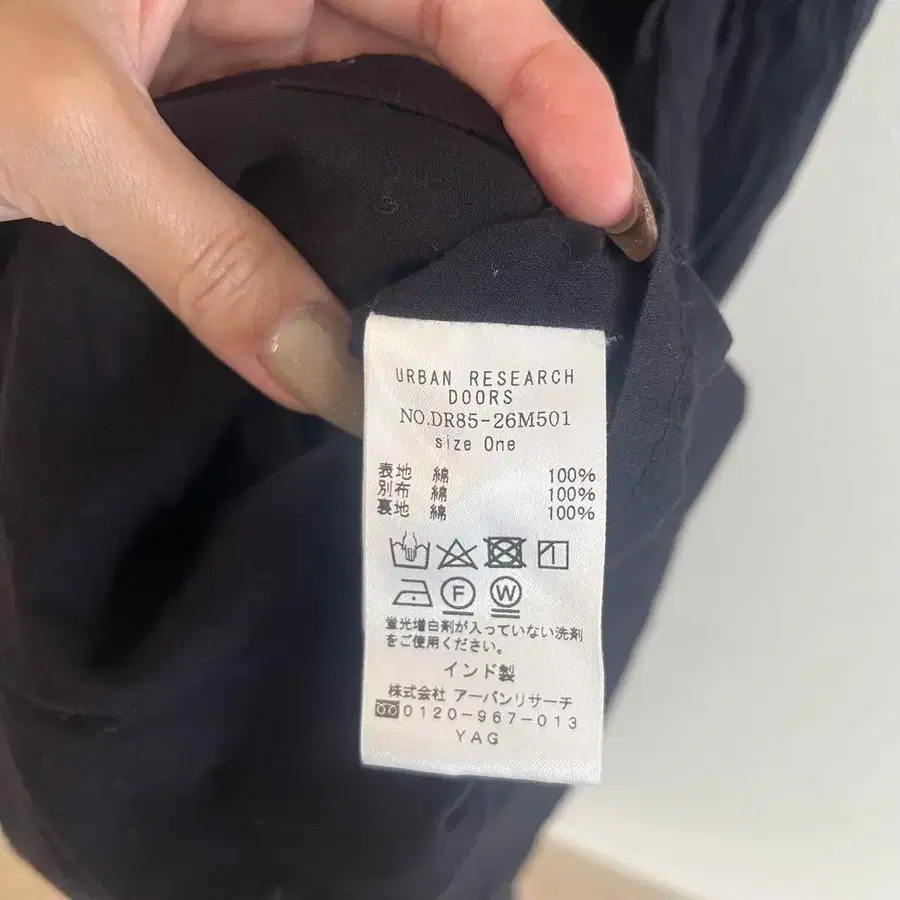 URBAN RESEARCH
DOORS
NO.DR85-26M501
size One
表地 綿 100%
別布 綿 100%
裏地 綿 100%
F W
蛍光増白剤が入っていない洗剤
をご使用ください。
インド製
株式会社 アーバンリサーチ
0120-967-013
YAG